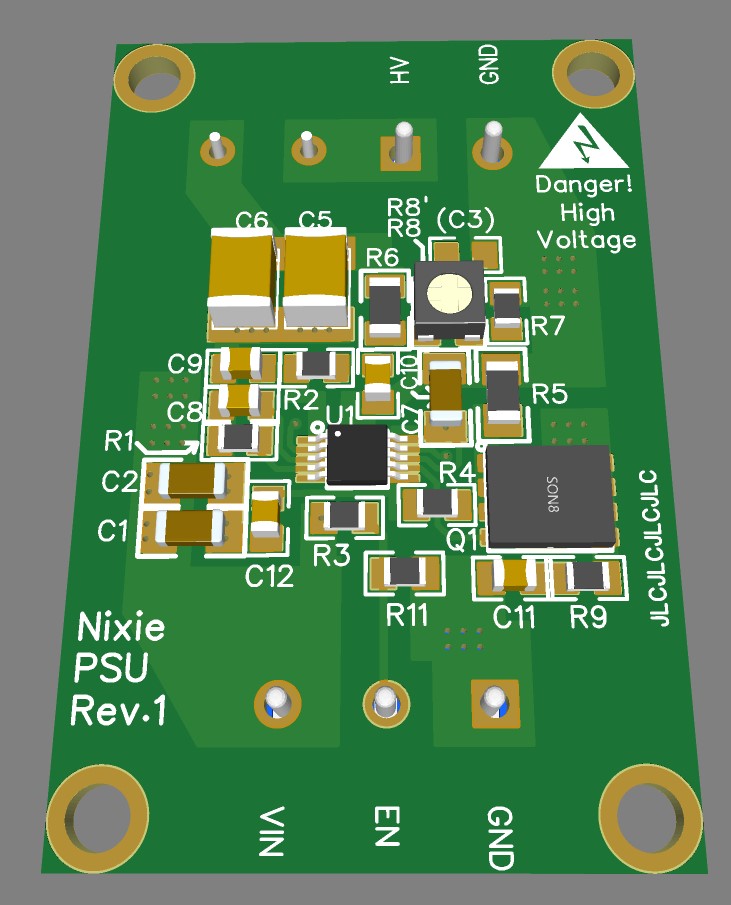 HV
GND
Danger!
High
Voltage
R8'
R8
(C3)
C6
C5
R6
R7
C9
R2
C10
R5
C8
C7
U1
R1
C2
R4
SON8
C1
Q1
R3
JLCJLCJLCJLC
C12
R11
C11
R9
Nixie
PSU
Rev.1
VIN
EN
GND